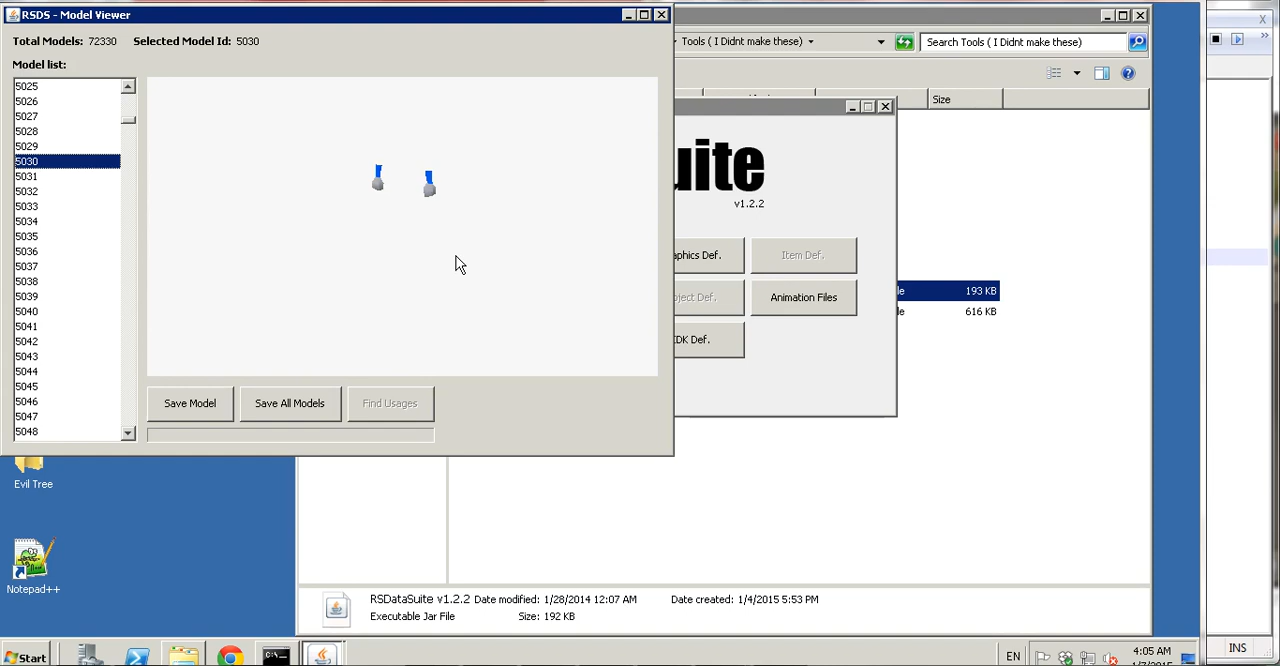 RSDS - Model Viewer
Total Models: 72330 Selected Model Id: 5030
Model list:
5025
5026
5027
5028
5029
5030
5031
5032
5033
5034
5035
5036
5037
5038
5039
5040
5041
5042
5043
5044
5045
5046
5047
5048
Save Model Save All Models Find Usages
Tools ( I Didnt make these)
Search Tools ( I Didnt make these)
Size
uite
v1.2.2
aphics Def. Item Def.
ject Def. Animation Files
DK Def.
le 193 KB
le 616 KB
Evil Tree
Notepad++
RSDataSuite v1.2.2 Date modified: 1/28/2014 12:07 AM Date created: 1/4/2015 5:53 PM
Executable Jar File Size: 192 KB
Start
EN
4:05 AM
INS